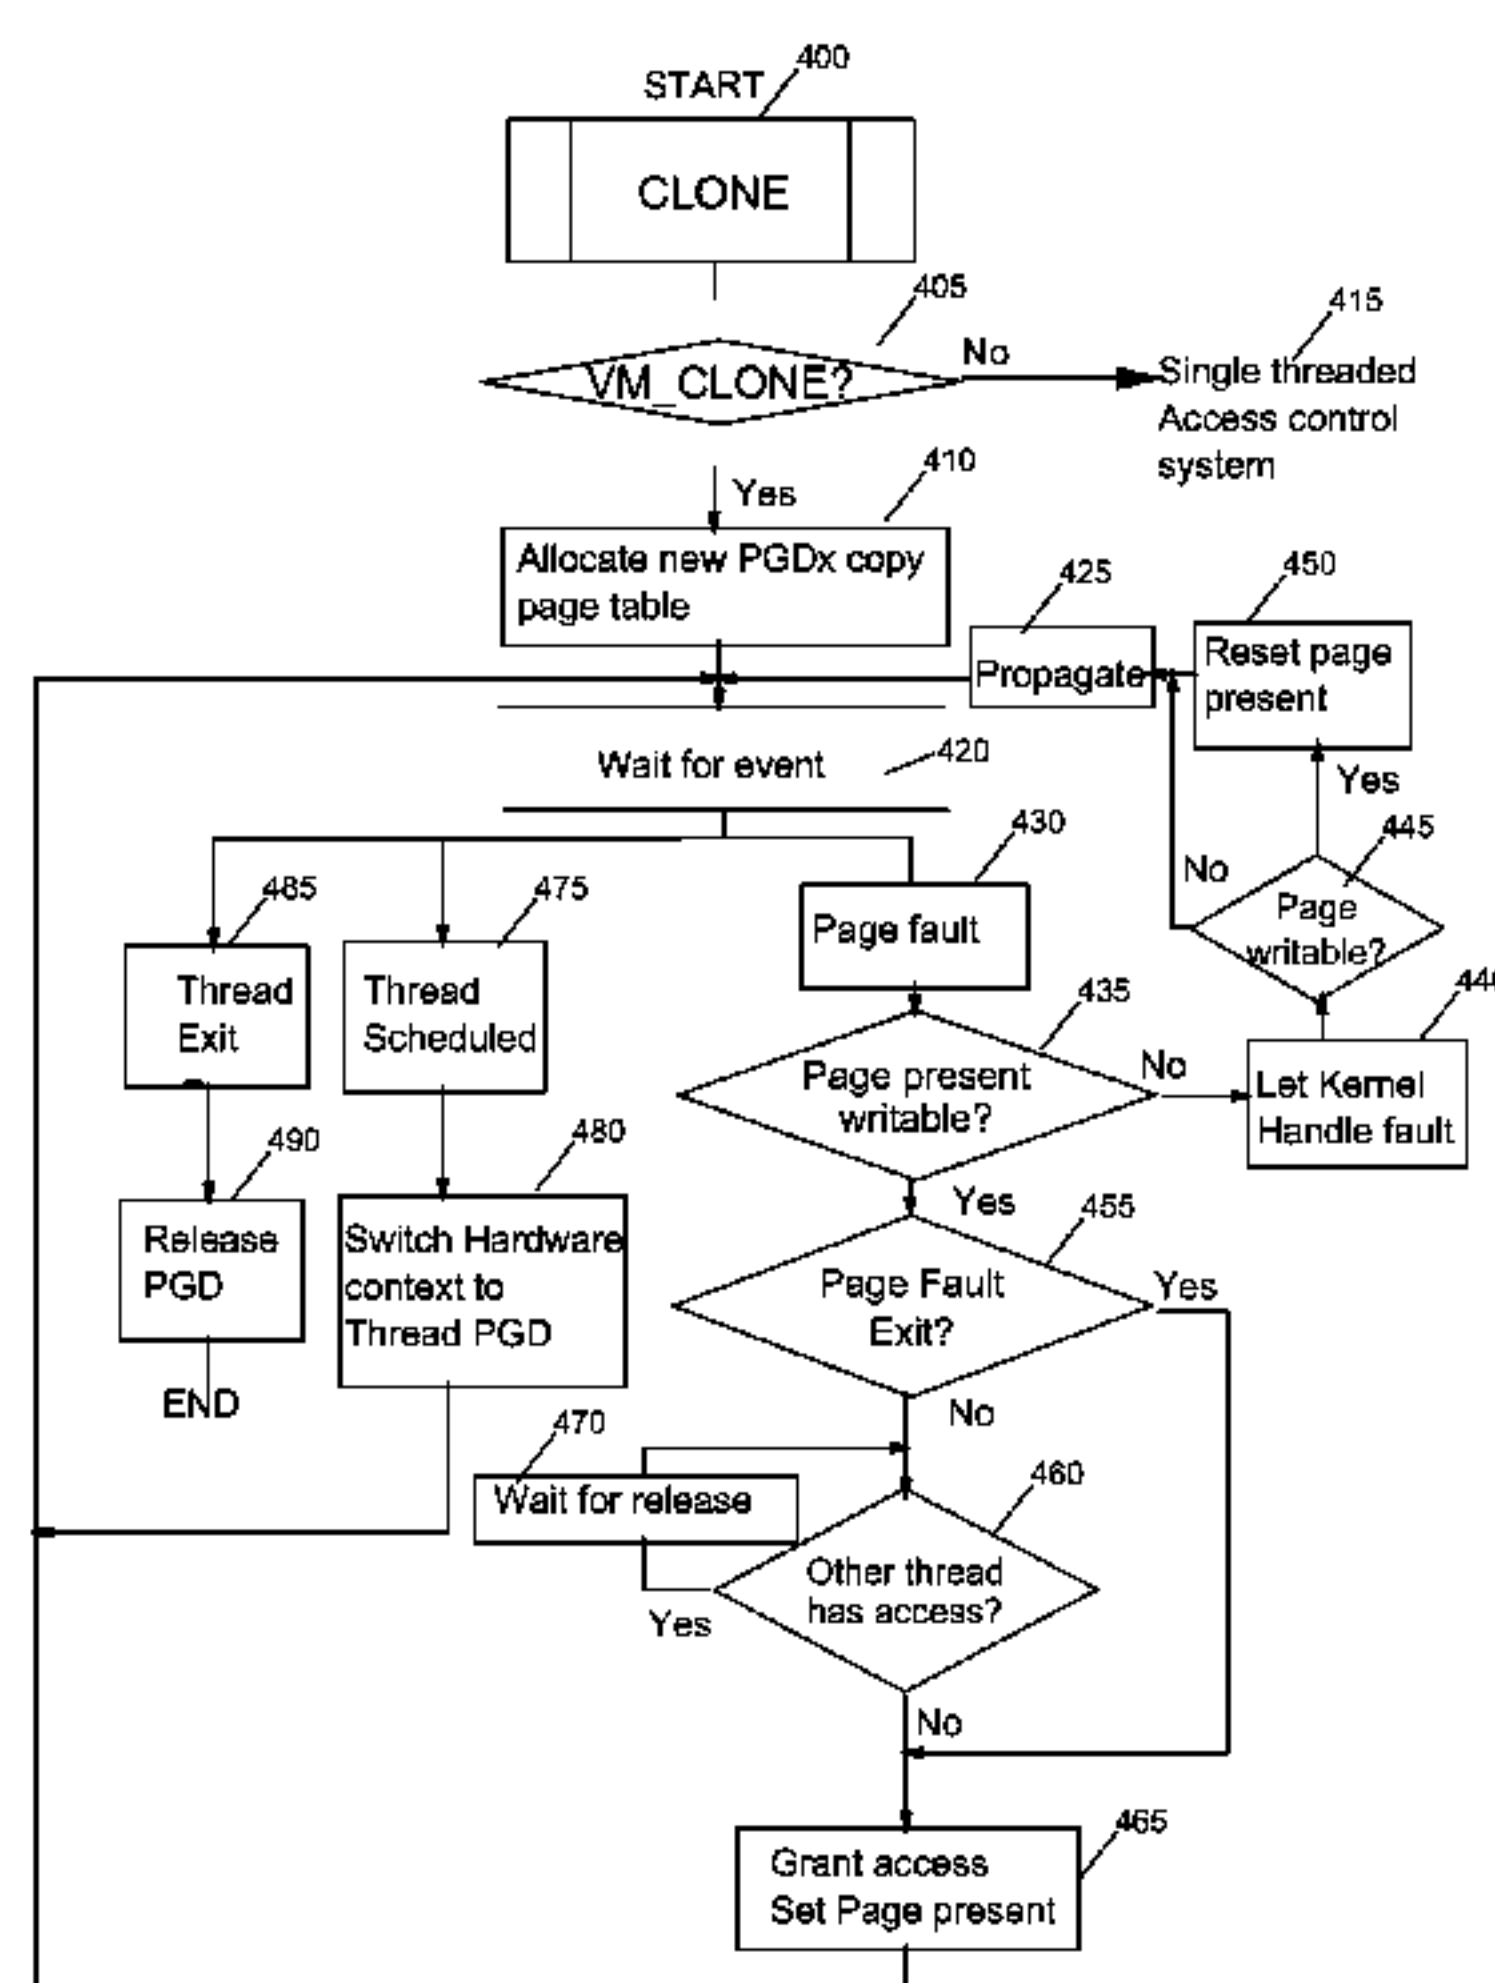 400
START
CLONE
405
VM_CLONE?
No
415
Single threaded
Access control
system
Yes
410
Allocate new PGDx copy
page table
425
Propagate
450
Reset page
present
Wait for event
420
Yes
445
No
Page
writable?
430
Page fault
485
Thread
Exit
475
Thread
Scheduled
435
Page present
writable?
No
Let Kernel
Handle fault
490
Release
PGD
END
480
Switch Hardware
context to
Thread PGD
Yes
455
Page Fault
Exit?
Yes
No
470
Wait for release
460
Other thread
has access?
Yes
No
465
Grant access
Set Page present